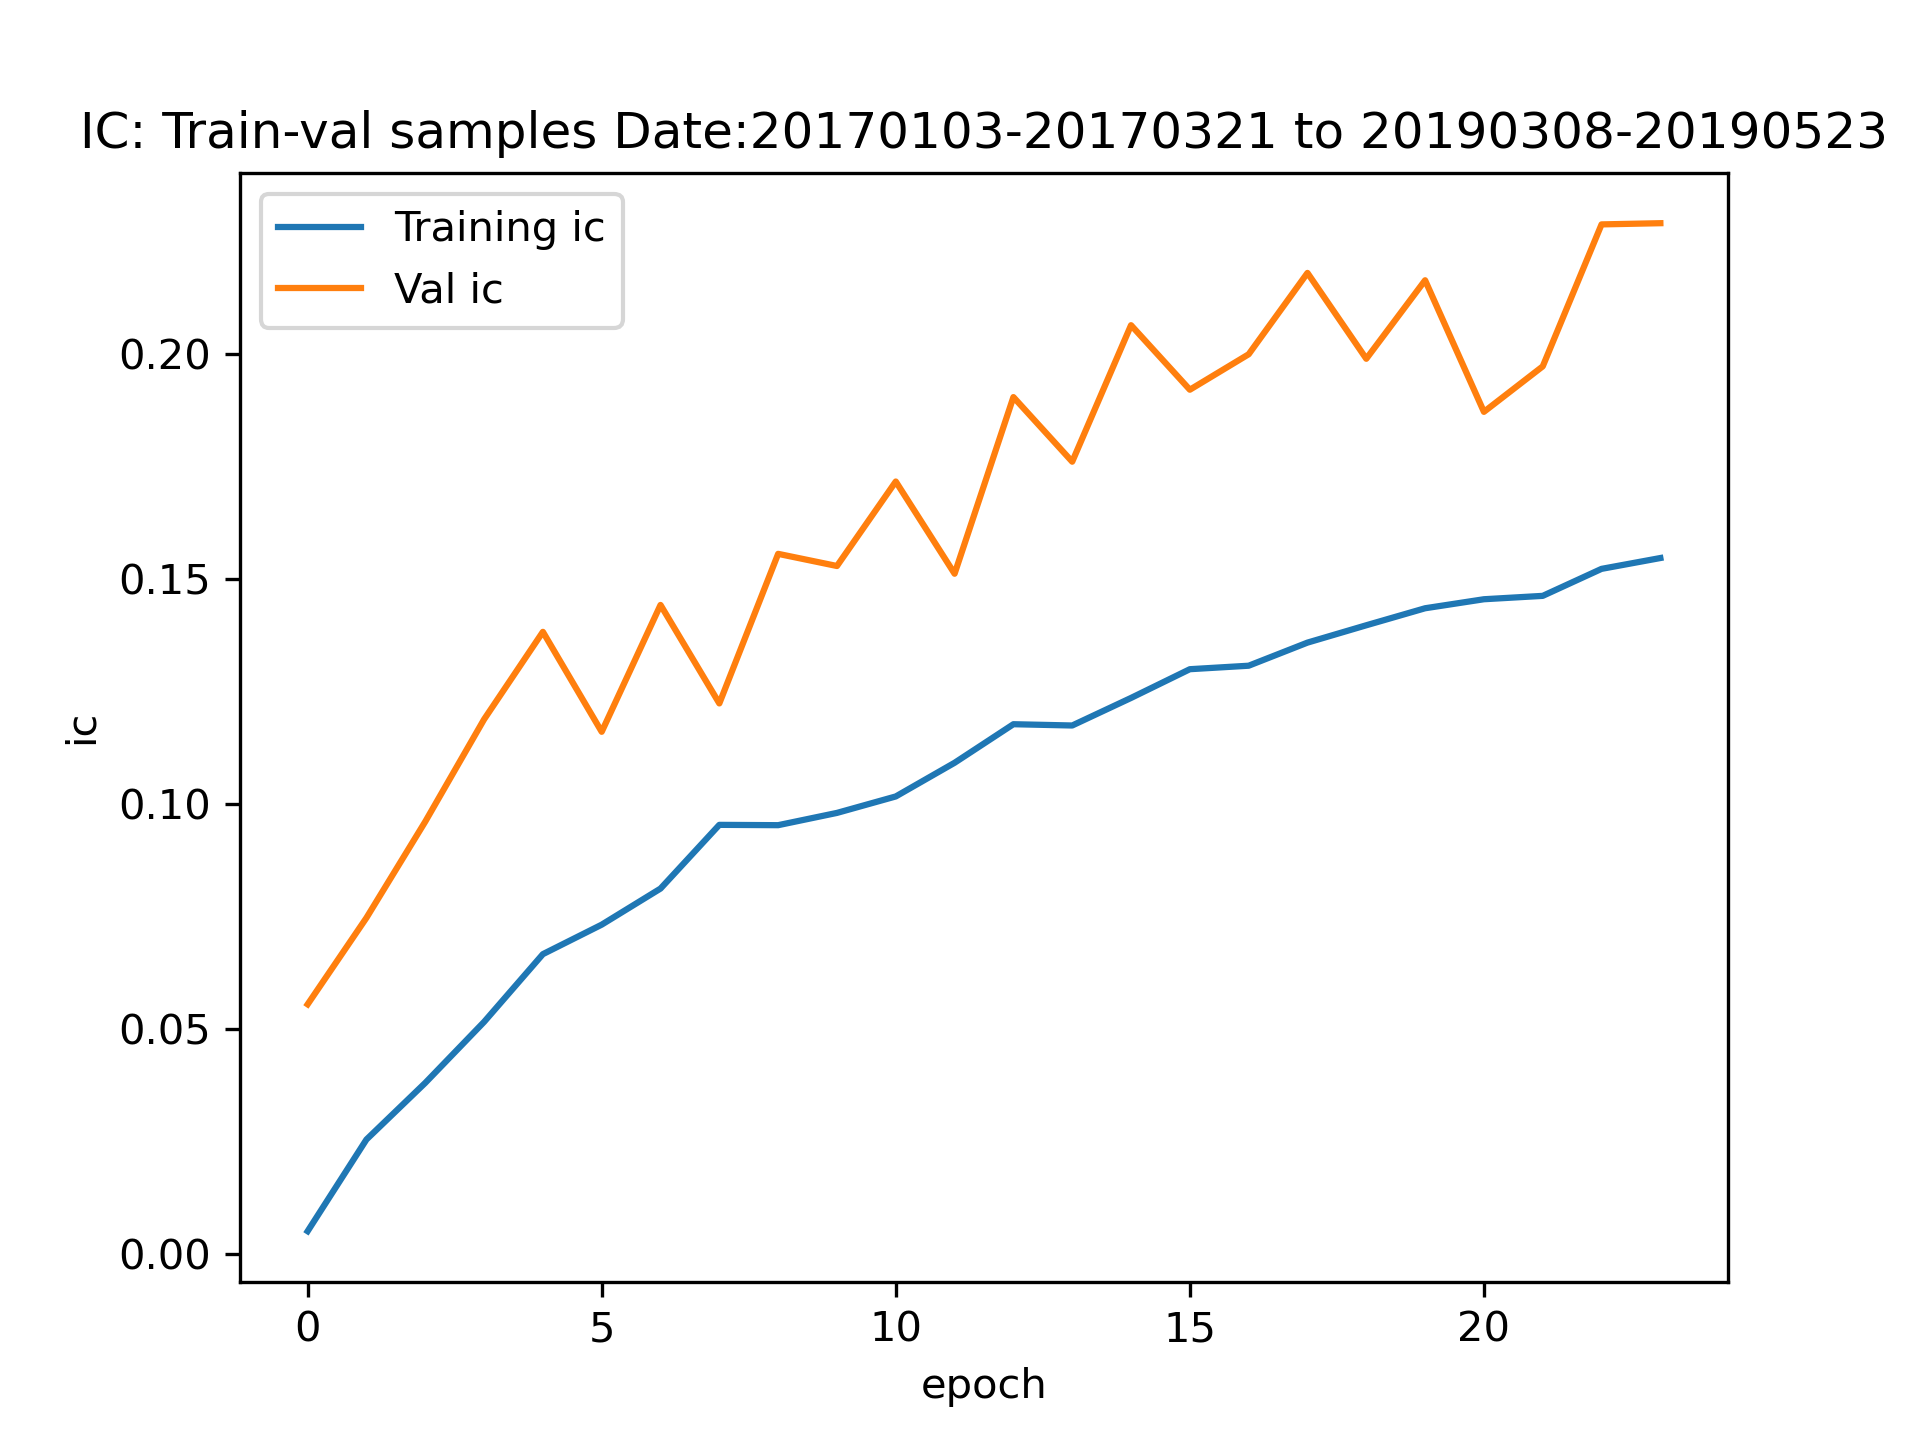 IC: Train-val samples Date:20170103-20170321 to 20190308-20190523
Training ic
Val ic
0.20
0.15
0.10
0.05
0.00
ic
0 5 10 15 20
epoch